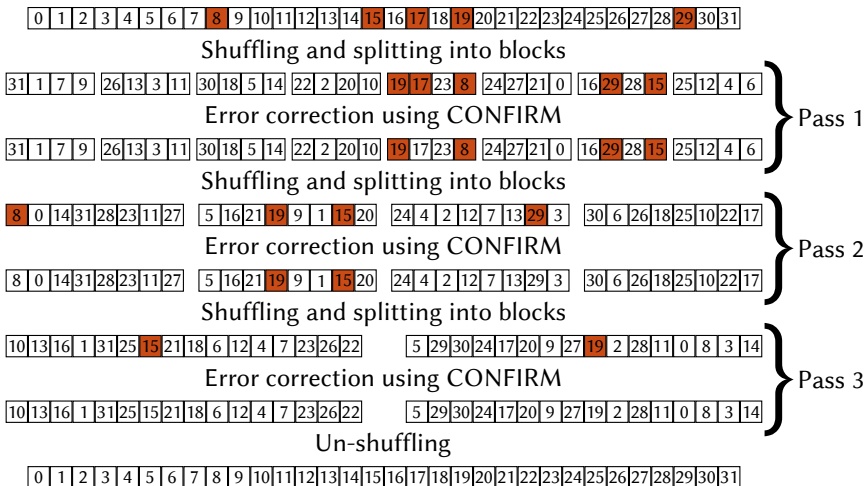 0 1 2 3 4 5 6 7 8 9 10 11 12 13 14 15 16 17 18 19 20 21 22 23 24 25 26 27 28 29 30 31
Shuffling and splitting into blocks
31 1 7 9 26 13 3 11 30 18 5 14 22 2 20 10 19 17 23 8 24 27 21 0 16 29 28 15 25 12 4 6
Error correction using CONFIRM
Pass 1
31 1 7 9 26 13 3 11 30 18 5 14 22 2 20 10 19 17 23 8 24 27 21 0 16 29 28 15 25 12 4 6
Shuffling and splitting into blocks
8 0 14 31 28 23 11 27 5 16 21 19 9 1 15 20 24 4 2 12 7 13 29 3 30 6 26 18 25 10 22 17
Error correction using CONFIRM
Pass 2
8 0 14 31 28 23 11 27 5 16 21 19 9 1 15 20 24 4 2 12 7 13 29 3 30 6 26 18 25 10 22 17
Shuffling and splitting into blocks
10 13 16 1 31 25 15 21 18 6 12 4 7 23 26 22 5 29 30 24 17 20 9 27 19 2 28 11 0 8 3 14
Error correction using CONFIRM
Pass 3
10 13 16 1 31 25 15 21 18 6 12 4 7 23 26 22 5 29 30 24 17 20 9 27 19 2 28 11 0 8 3 14
Un-shuffling
0 1 2 3 4 5 6 7 8 9 10 11 12 13 14 15 16 17 18 19 20 21 22 23 24 25 26 27 28 29 30 31